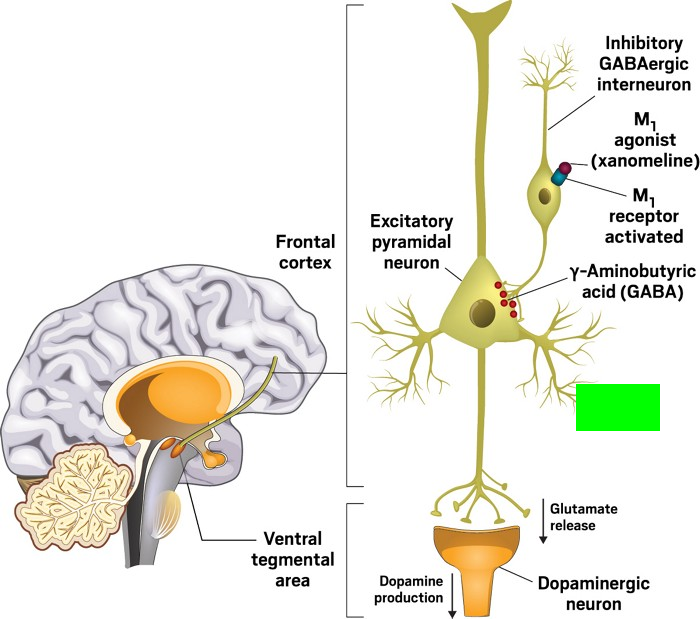 Inhibitory
GABAergic
interneuron
M1
agonist
(xanomeline)
M1
receptor
activated
Excitatory
pyramidal
neuron
Frontal
cortex
γ-Aminobutyric
acid (GABA)
Glutamate
release
Ventral
tegmental
area
Dopamine
production
Dopaminergic
neuron